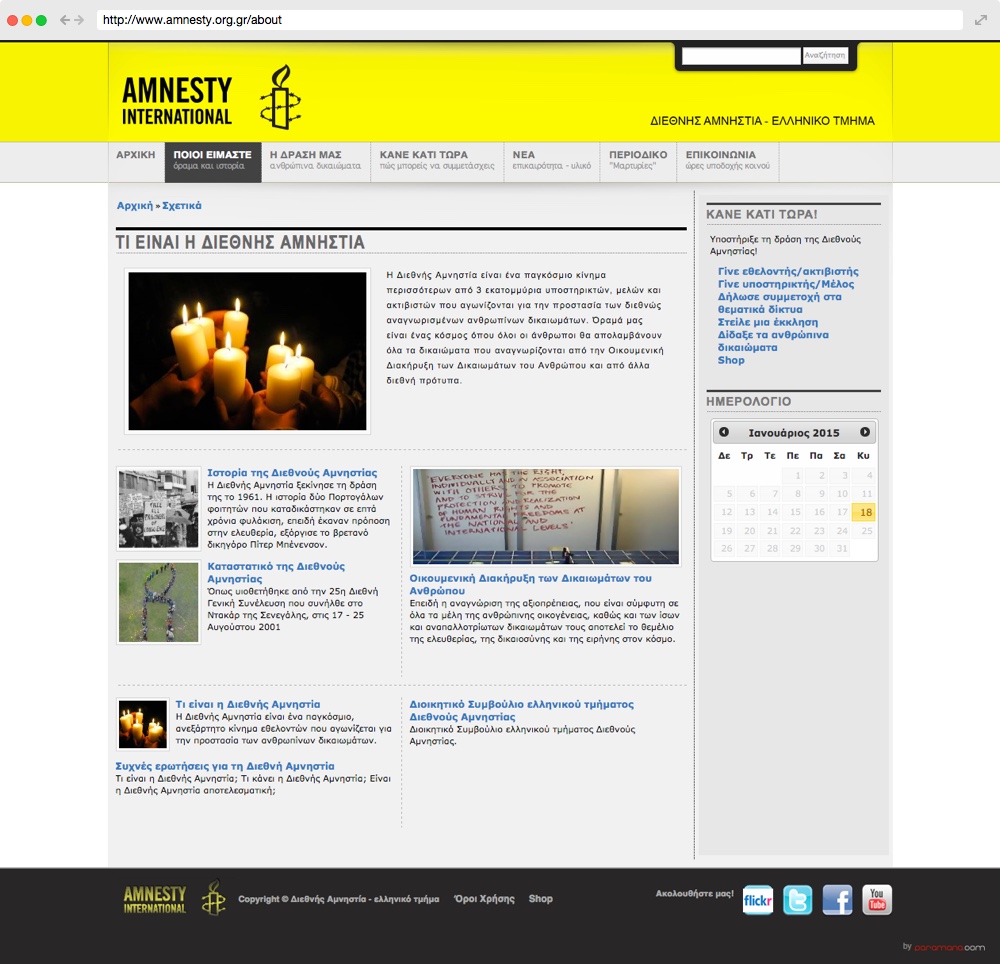 http://www.amnesty.org.gr/about
Αναζήτηση
AMNESTY
INTERNATIONAL
ΔΙΕΘΝΗΣ ΑΜΝΗΣΤΙΑ - ΕΛΛΗΝΙΚΟ ΤΜΗΜΑ
ΑΡΧΙΚΗ
ΠΟΙΟΙ ΕΙΜΑΣΤΕ
όραμα και ιστορία
Η ΔΡΑΣΗ ΜΑΣ
ανθρώπινα δικαιώματα
ΚΑΝΕ ΚΑΤΙ ΤΩΡΑ
πώς μπορείς να συμμετάσχεις
ΝΕΑ
επικαιρότητα - υλικό
ΠΕΡΙΟΔΙΚΟ
"Μαρτυρίες"
ΕΠΙΚΟΙΝΩΝΙΑ
ώρες υποδοχής κοινού
Αρχική » Σχετικά
ΤΙ ΕΙΝΑΙ Η ΔΙΕΘΝΗΣ ΑΜΝΗΣΤΙΑ
Η Διεθνής Αμνηστία είναι ένα παγκόσμιο κίνημα
περισσότερων από 3 εκατομμύρια υποστηρικτών, μελών και
ακτιβιστών που αγωνίζονται για την προστασία των διεθνώς
αναγνωρισμένων ανθρωπίνων δικαιωμάτων. Όραμά μας
είναι ένας κόσμος όπου όλοι οι άνθρωποι θα απολαμβάνουν
όλα τα δικαιώματα που αναγνωρίζονται από την Οικουμενική
Διακήρυξη των Δικαιωμάτων του Ανθρώπου και από άλλα
διεθνή πρότυπα.
FREE
ALL
PRISONERS
OF
CONSCIENCE
Ιστορία της Διεθνούς Αμνηστίας
Η Διεθνής Αμνηστία ξεκίνησε τη δράση
της το 1961. Η ιστορία δύο Πορτογάλων
φοιτητών που καταδικάστηκαν σε επτά
χρόνια φυλάκιση, επειδή έκαναν πρόποση
στην ελευθερία, εξόργισε το βρετανό
δικηγόρο Πίτερ Μπένενσον.
Καταστατικό της Διεθνούς
Αμνηστίας
Όπως υιοθετήθηκε από την 25η Διεθνή
Γενική Συνέλευση που συνήλθε στο
Ντακάρ της Σενεγάλης, στις 17 - 25
Αυγούστου 2001
EVERYONE HAS THE RIGHT,
INDIVIDUALLY AND IN ASSOCIATION
WITH OTHERS TO PROMOTE
AND TO STRIVE FOR THE
PROTECTION AND REALIZATION
OF HUMAN RIGHTS AND
FUNDAMENTAL FREEDOMS AT
THE NATIONAL AND
INTERNATIONAL LEVELS'
Οικουμενική Διακήρυξη των Δικαιωμάτων του
Ανθρώπου
Επειδή η αναγνώριση της αξιοπρέπειας, που είναι σύμφυτη σε
όλα τα μέλη της ανθρώπινης οικογένειας, καθώς και των ίσων
και αναπαλλοτρίωτων δικαιωμάτων τους αποτελεί το θεμέλιο
της ελευθερίας, της δικαιοσύνης και της ειρήνης στον κόσμο.
Τι είναι η Διεθνής Αμνηστία
Η Διεθνής Αμνηστία είναι ένα παγκόσμιο,
ανεξάρτητο κίνημα εθελοντών που αγωνίζεται για
την προστασία των ανθρωπίνων δικαιωμάτων.
Συχνές ερωτήσεις για τη Διεθνή Αμνηστία
Τι είναι η Διεθνής Αμνηστία; Τι κάνει η Διεθνής Αμνηστία; Είναι
η Διεθνής Αμνηστία αποτελεσματική;
Διοικητικό Συμβούλιο ελληνικού τμήματος
Διεθνούς Αμνηστίας
Διοικητικό Συμβούλιο ελληνικού τμήματος Διεθνούς
Αμνηστίας.
ΚΑΝΕ ΚΑΤΙ ΤΩΡΑ!
Υποστήριξε τη δράση της Διεθνούς
Αμνηστίας!
Γίνε εθελοντής/ακτιβιστής
Γίνε υποστηρικτής/Μέλος
Δήλωσε συμμετοχή στα
θεματικά δίκτυα
Στείλε μια έκκληση
Δίδαξε τα ανθρώπινα
δικαιώματα
Shop
ΗΜΕΡΟΛΟΓΙΟ
Ιανουάριος 2015
Δε Τρ Τε Πε Πα Σα Κυ
1 2 3 4
5 6 7 8 9 10 11
12 13 14 15 16 17 18
19 20 21 22 23 24 25
26 27 28 29 30 31
AMNESTY
INTERNATIONAL
Copyright © Διεθνής Αμνηστία - ελληνικό τμήμα Όροι Χρήσης Shop
Ακολουθήστε μας!
flickr
You
Tube
by paramana.com